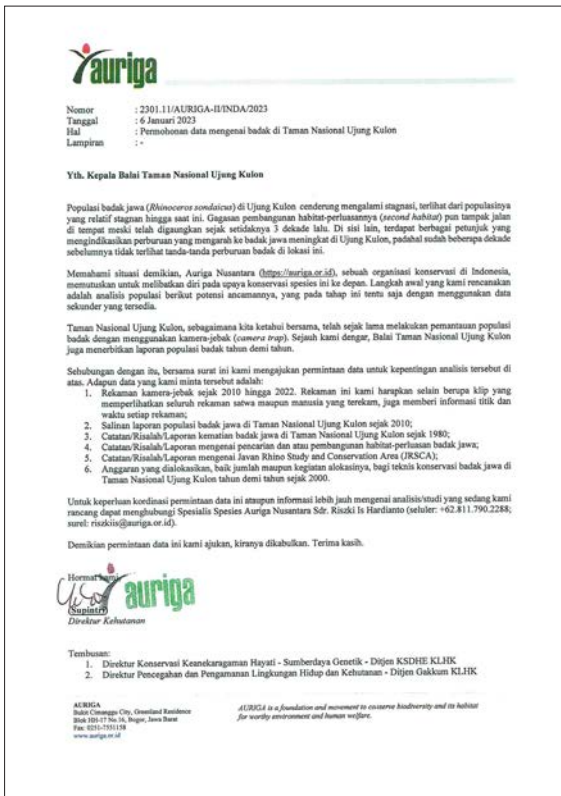 auriga
Nomor : 2301.11/AURIGA-II/INDA/2023
Tanggal : 6 Januari 2023
Hal : Permohonan data mengenai badak di Taman Nasional Ujung Kulon
Lampiran : -
Yth. Kepala Balai Taman Nasional Ujung Kulon
Populasi badak jawa (Rhinoceros sondaicus) di Ujung Kulon cenderung mengalami stagnasi, terlihat dari populasinya
yang relatif stagnan hingga saat ini. Gagasan pembangunan habitat-perluasannya (second habitat) pun tampak jalan
di tempat meski telah digaungkan sejak setidaknya 3 dekade lalu. Di sisi lain, terdapat berbagai petunjuk yang
mengindikasikan perburuan yang mengarah ke badak jawa meningkat di Ujung Kulon, padahal sudah beberapa dekade
sebelumnya tidak terlihat tanda-tanda perburuan badak di lokasi ini.
Memahami situasi demikian, Auriga Nusantara (https://auriga.or.id), sebuah organisasi konservasi di Indonesia,
memutuskan untuk melibatkan diri pada upaya konservasi spesies ini ke depan. Langkah awal yang kami rencanakan
adalah analisis populasi berikut potensi ancamannya, yang pada tahap ini tentu saja dengan menggunakan data
sekunder yang tersedia.
Taman Nasional Ujung Kulon, sebagaimana kita ketahui bersama, telah sejak lama melakukan pemantauan populasi
badak dengan menggunakan kamera-jebak (camera trap). Sejauh kami dengar, Balai Taman Nasional Ujung Kulon
juga menerbitkan laporan populasi badak tahun demi tahun.
Sehubungan dengan itu, bersama surat ini kami mengajukan permintaan data untuk kepentingan analisis tersebut di
atas. Adapun data yang kami minta tersebut adalah:
1. Rekaman kamera-jebak sejak 2010 hingga 2022. Rekaman ini kami harapkan selain berupa klip yang
memperlihatkan seluruh rekaman satwa maupun manusia yang terekam, juga memberi informasi titik dan
waktu setiap rekaman;
2. Salinan laporan populasi badak jawa di Taman Nasional Ujung Kulon sejak 2010;
3. Catatan/Risalah/Laporan kematian badak jawa di Taman Nasional Ujung Kulon sejak 1980;
4. Catatan/Risalah/Laporan mengenai pencarian dan atau pembangunan habitat-perluasan badak jawa;
5. Catatan/Risalah/Laporan mengenai Javan Rhino Study and Conservation Area (JRSCA);
6. Anggaran yang dialokasikan, baik jumlah maupun kegiatan alokasinya, bagi teknis konservasi badak jawa di
Taman Nasional Ujung Kulon tahun demi tahun sejak 2000.
Untuk keperluan kordinasi permintaan data ini ataupun informasi lebih jauh mengenai analisis/studi yang sedang kami
rancang dapat menghubungi Spesialis Spesies Auriga Nusantara Sdr. Riszki Is Hardianto (seluler: +62.811.790.2288;
surel: riszkiis@auriga.or.id).
Demikian permintaan data ini kami ajukan, kiranya dikabulkan. Terima kasih.
Hormat kami
auriga
(Supintri)
Direktur Kehutanan
Tembusan:
1. Direktur Konservasi Keanekaragaman Hayati - Sumberdaya Genetik - Ditjen KSDHE KLHK
2. Direktur Pencegahan dan Pengamanan Lingkungan Hidup dan Kehutanan - Ditjen Gakkum KLHK
AURIGA
Bukit Cimanggu City, Greenland Residence
Blok HH-17 No.16, Bogor, Jawa Barat
Fax: 0251-7551158
www.auriga.or.id
AURIGA is a foundation and movement to conserve biodiversity and its habitat
for worthy environment and human welfare.